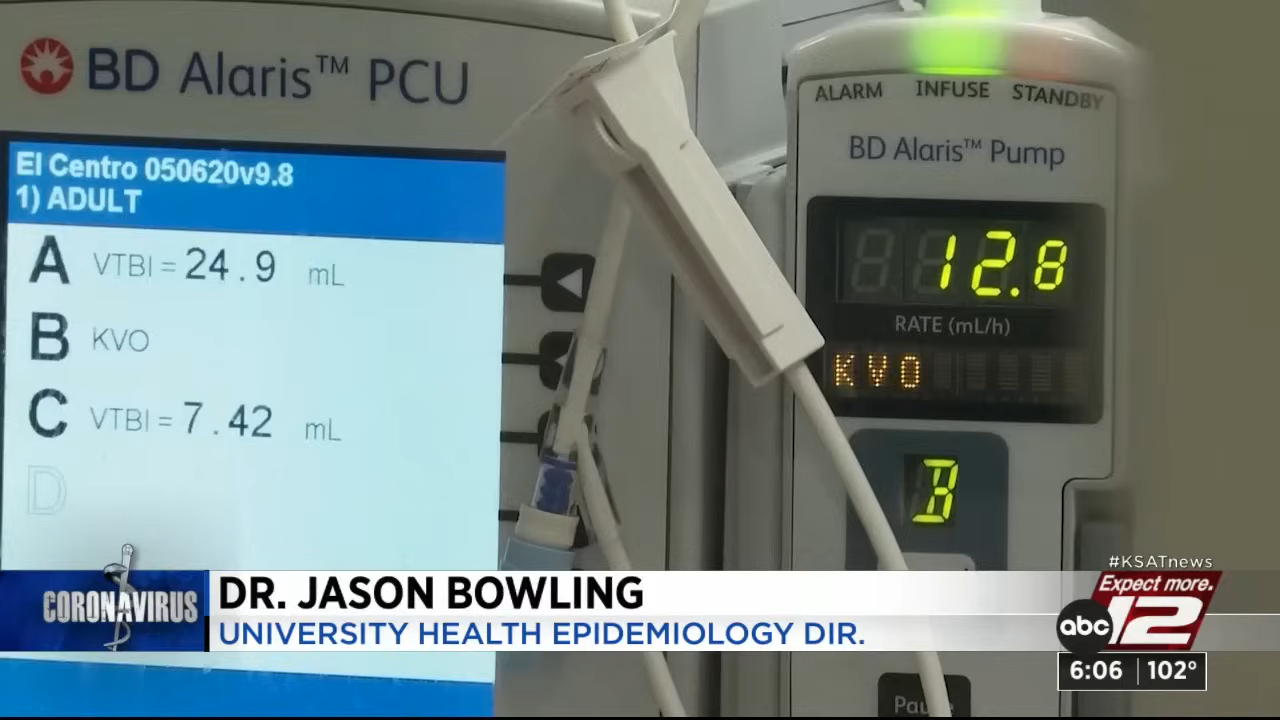 BD Alaris™ PCU
El Centro 050620v9.8
1) ADULT
A VTBI = 24.9 mL
B KVO
C VTBI = 7.42 mL
D
ALARM INFUSE STANDBY
BD Alaris™ Pump
12.8
RATE (mL/h)
KVO
B
CORONAVIRUS
DR. JASON BOWLING
UNIVERSITY HEALTH EPIDEMIOLOGY DIR.
#KSATnews
Expect more.
abc 12
6:06 102°